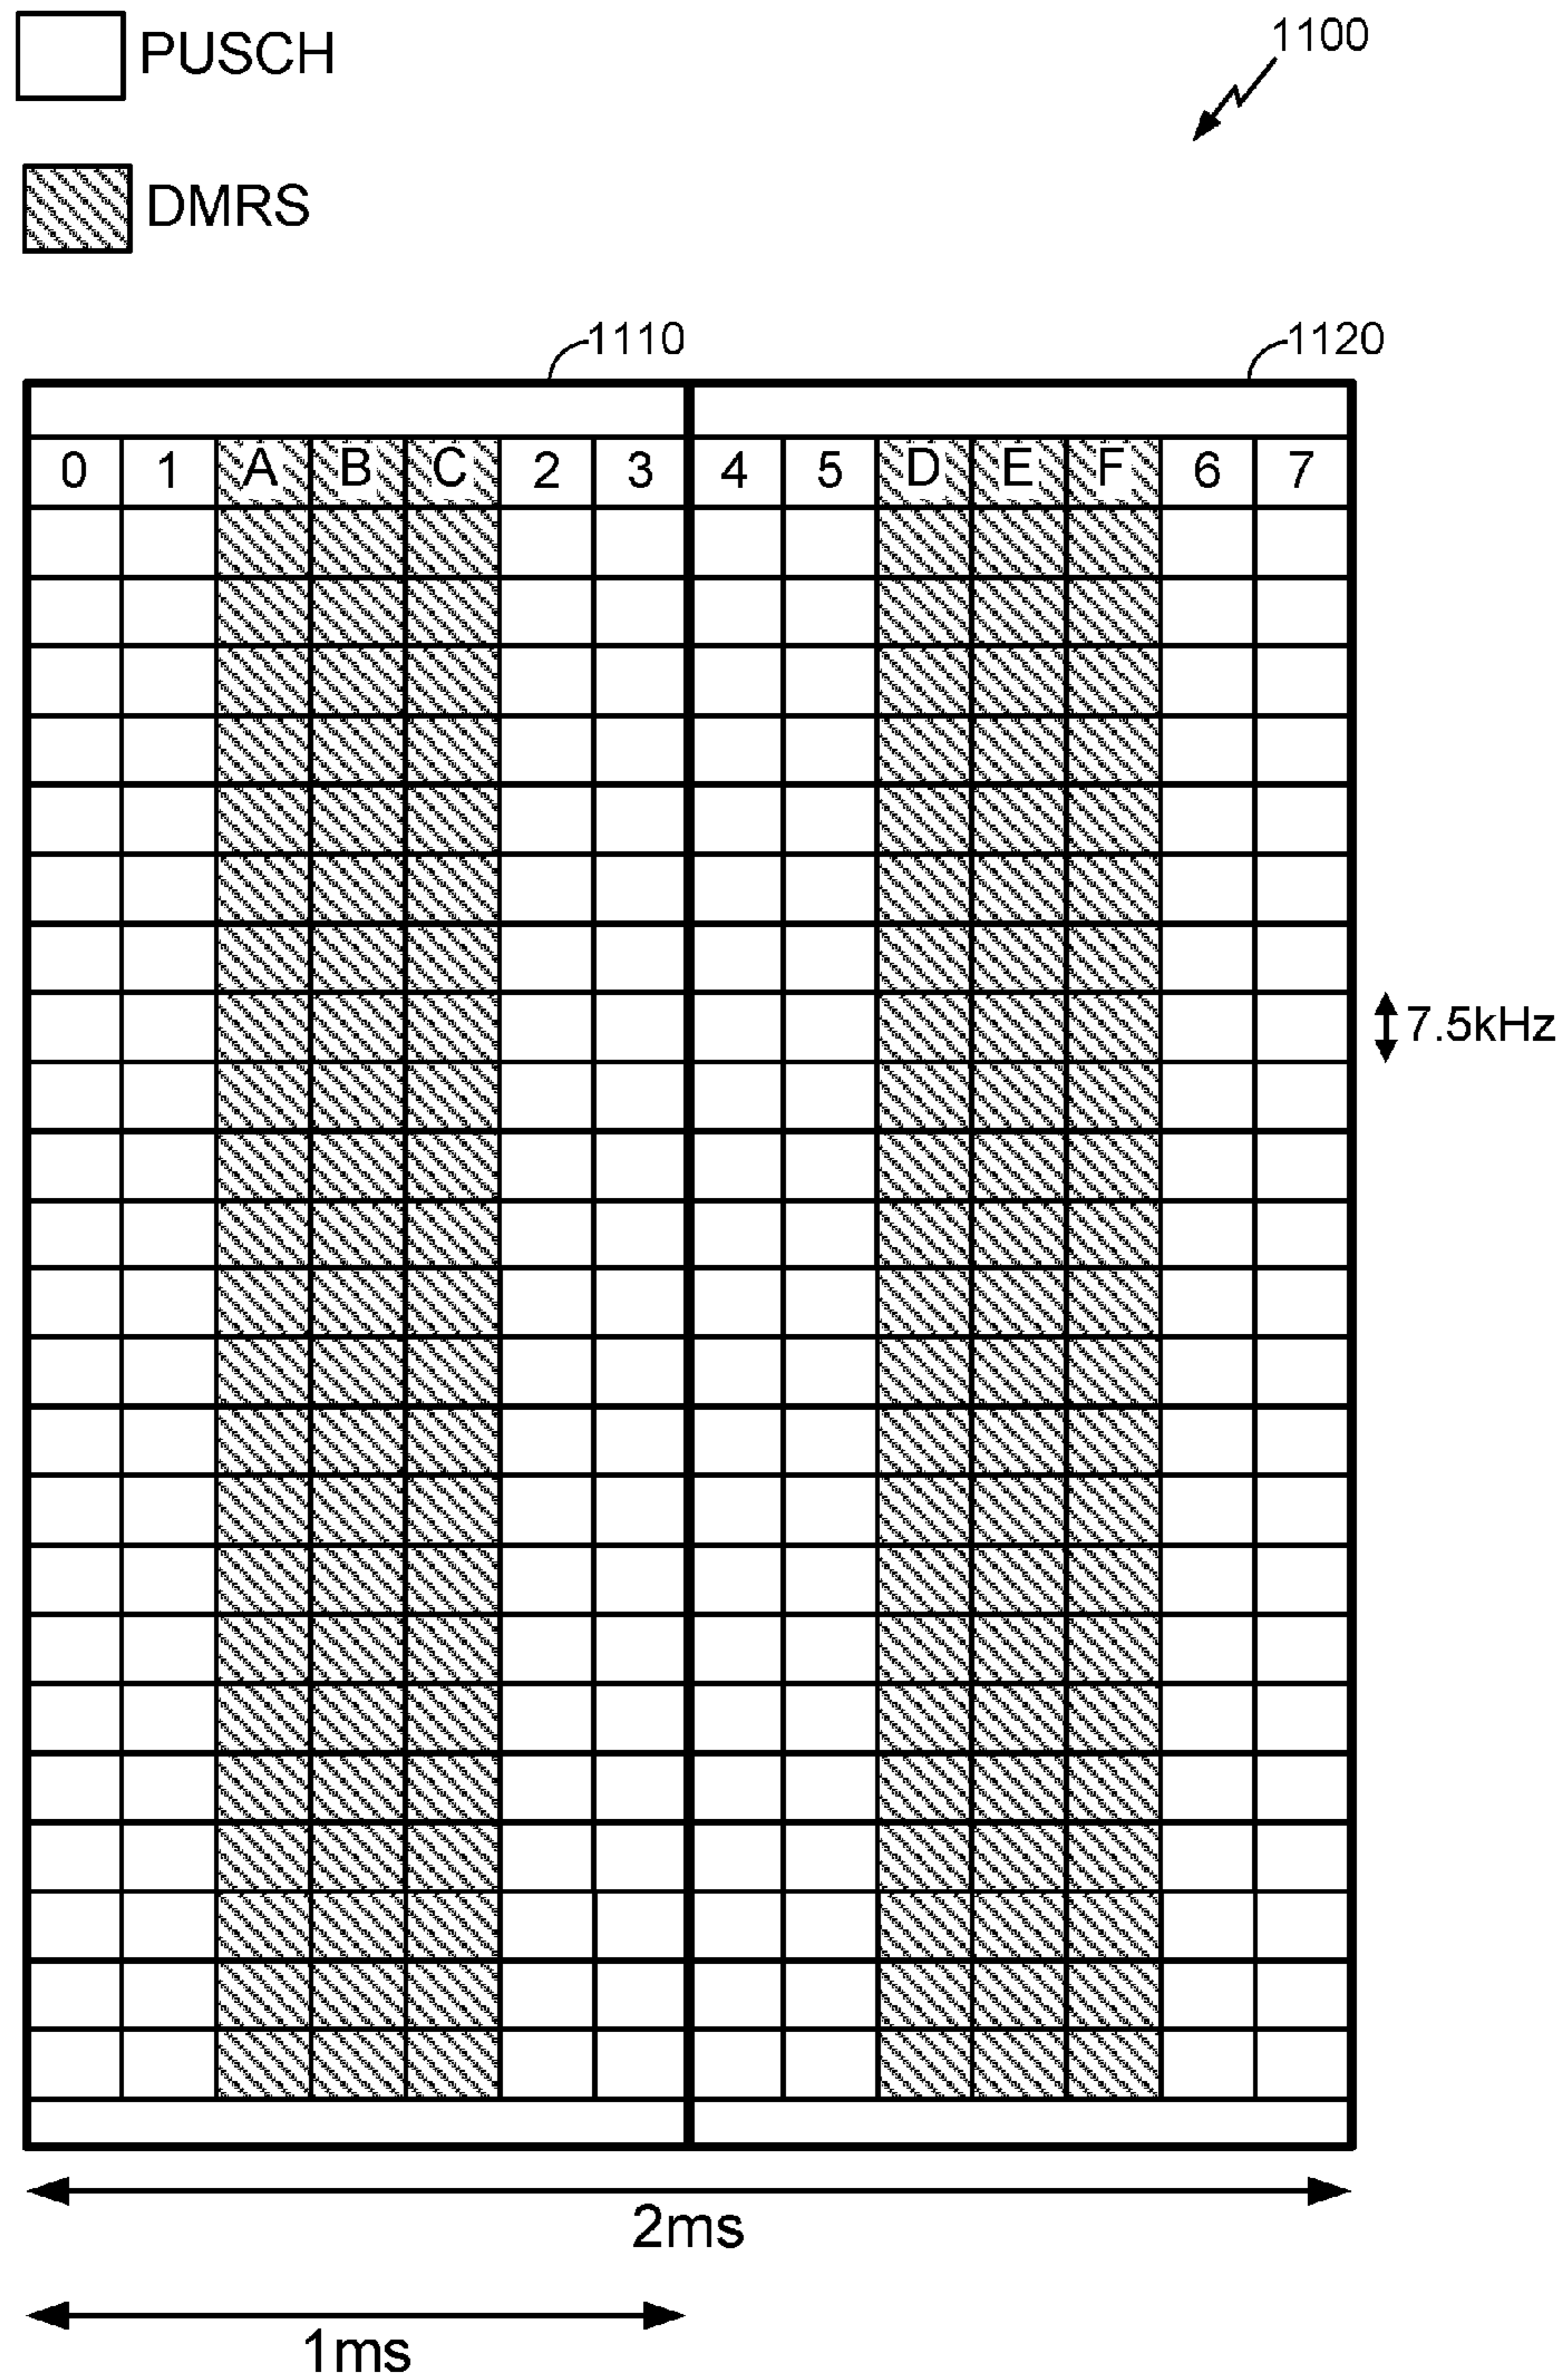 PUSCH
1100
DMRS
1110
1120
0 1 A B C 2 3 4 5 D E F 6 7
7.5kHz
2ms
1ms